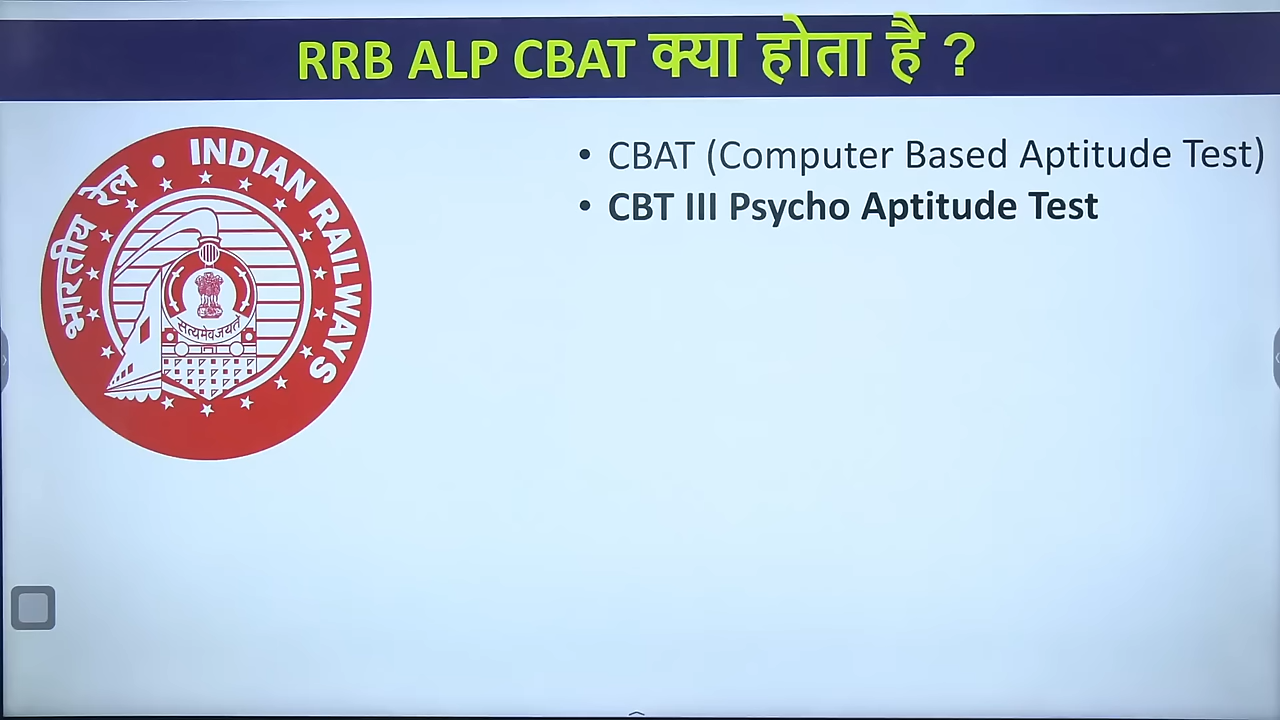 RRB ALP CBAT क्या होता है ?
• CBAT (Computer Based Aptitude Test)
• CBT III Psycho Aptitude Test
भारतीय रेल • INDIAN RAILWAYS
सत्यमेव जयते